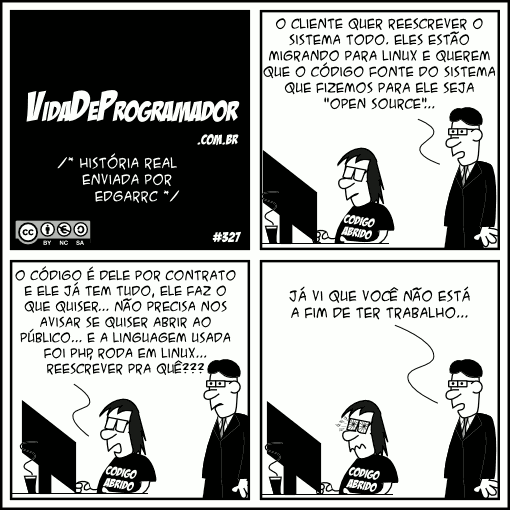 VidaDeProgramador
.com.br
/* HISTÓRIA REAL
ENVIADA POR
EDGARRC */
cc
BY NC SA
#327
O CLIENTE QUER REESCREVER O
SISTEMA TODO. ELES ESTÃO
MIGRANDO PARA LINUX E QUEREM
QUE O CÓDIGO FONTE DO SISTEMA
QUE FIZEMOS PARA ELE SEJA
"OPEN SOURCE"...
CODIGO
ABRIDO
O CÓDIGO É DELE POR CONTRATO
E ELE JÁ TEM TUDO, ELE FAZ O
QUE QUISER... NÃO PRECISA NOS
AVISAR SE QUISER ABRIR AO
PÚBLICO... E A LINGUAGEM USADA
FOI PHP, RODA EM LINUX...
REESCREVER PRA QUÊ???
CODIGO
ABRIDO
JÁ VI QUE VOCÊ NÃO ESTÁ
A FIM DE TER TRABALHO...
CODIGO
ABRIDO